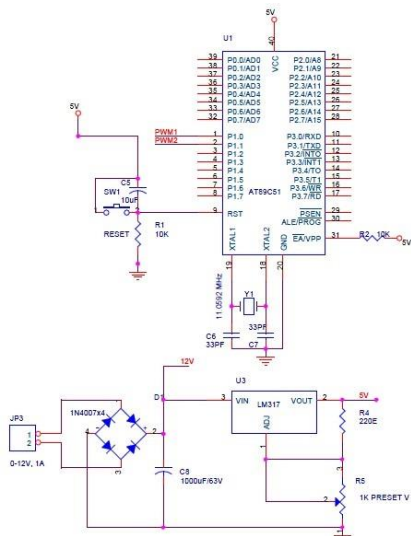 5V
U1
40
VCC
39 P0.0/AD0 P2.0/A8 21
38 P0.1/AD1 P2.1/A9 22
37 P0.2/AD2 P2.2/A10 23
36 P0.3/AD3 P2.3/A11 24
35 P0.4/AD4 P2.4/A12 25
34 P0.5/AD5 P2.5/A13 26
33 P0.6/AD6 P2.6/A14 27
32 P0.7/AD7 P2.7/A15 28
5V
PWM1 1 P1.0 P3.0/RXD 10
PWM2 2 P1.1 P3.1/TXD 11
3 P1.2 P3.2/INTO 12
4 P1.3 P3.3/INT1 13
5 P1.4 P3.4/TO 14
6 P1.5 P3.5/T1 15
7 P1.6 P3.6/WR 16
8 P1.7 P3.7/RD 17
C5
10uF
SW1
AT89C51
9 RST PSEN 29
ALE/PROG 30
RESET
R1
10K
EA/VPP 31
R2 10K
5V
XTAL1 XTAL2 GND
19 18 20
11.0592 MHz
Y1
C6
33PF
33PF
C7
12V
U3
JP3
1
2
0-12V, 1A
1N4007x4
D1
1
4 2
3
3 VIN LM317 VOUT 2
ADJ
1
5V
R4
220E
C8
1000uF/63V
3
R5
2
1K PRESET V
1